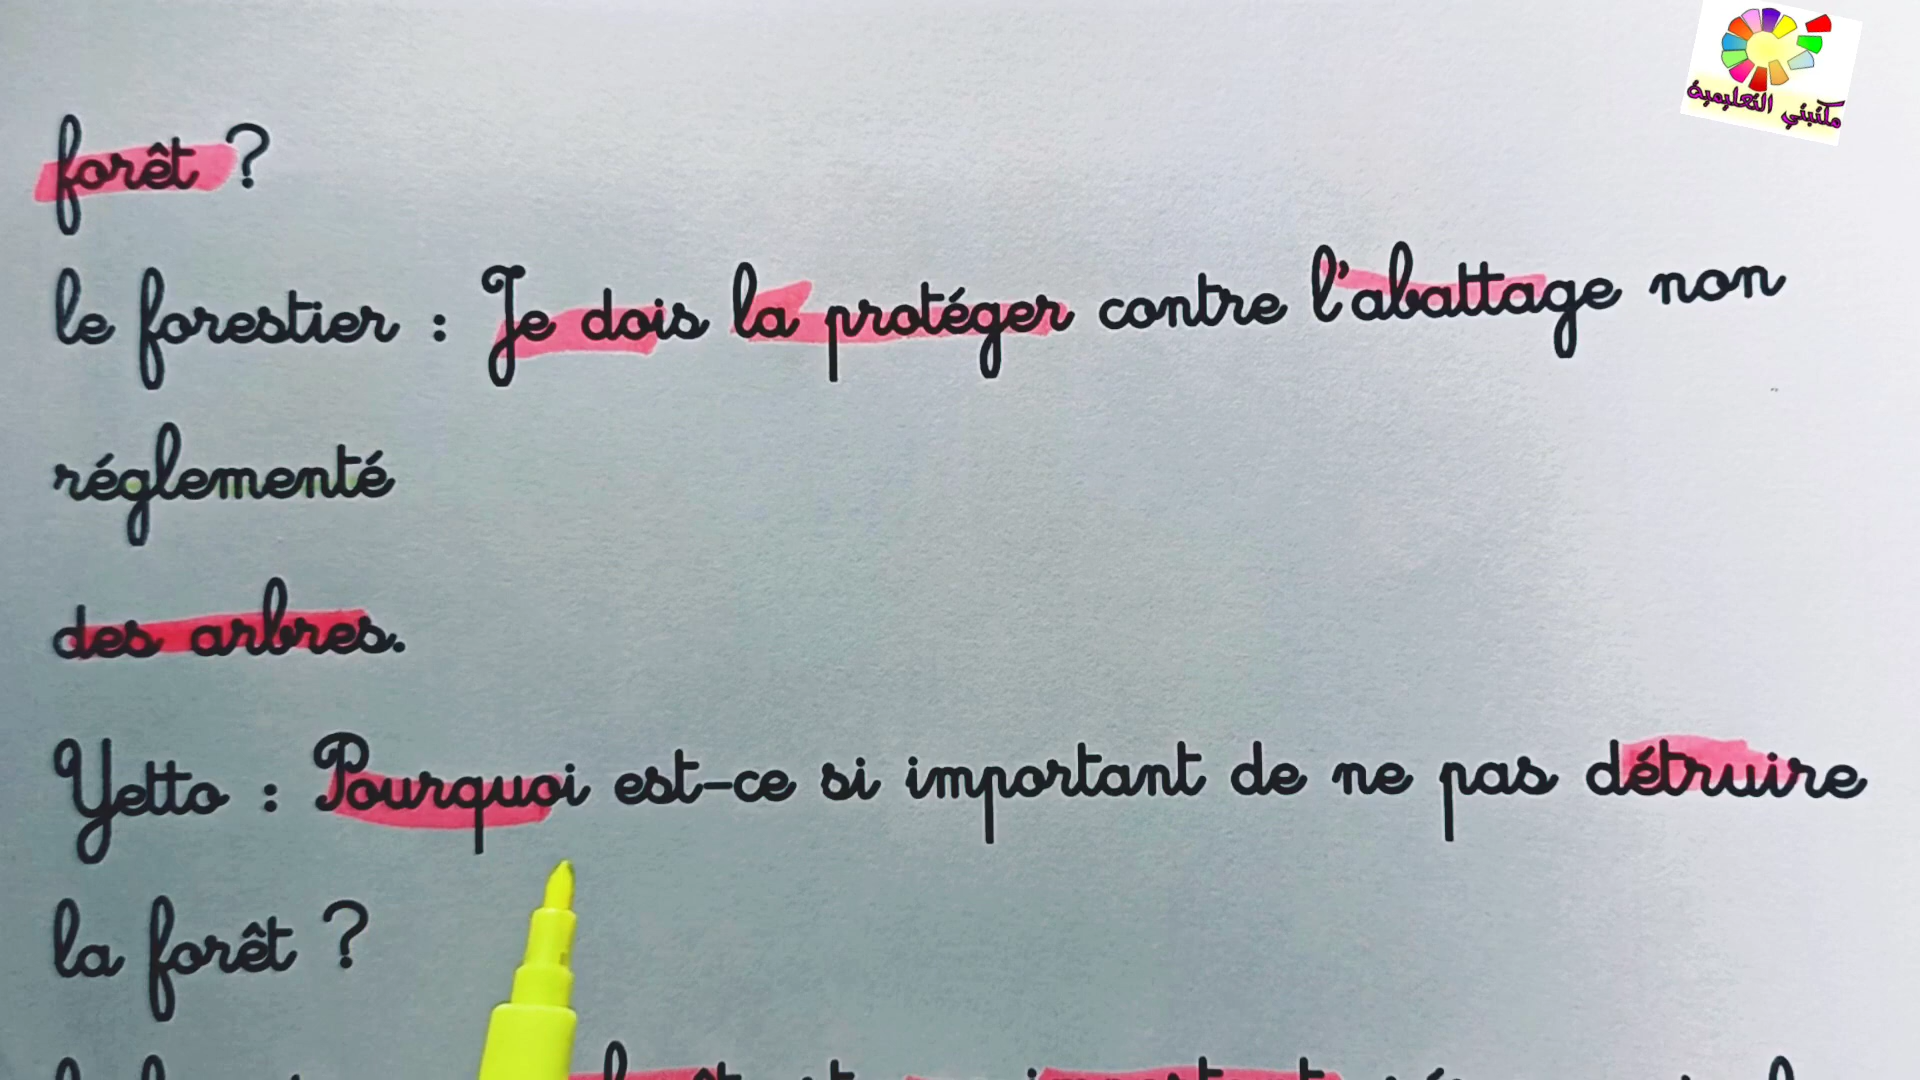 مكتبتي التعليمية
forêt ?
le forestier : Je dois la protéger contre l'abattage non
réglementé
des arbres.
Yetto : Pourquoi est-ce si important de ne pas détruire
la forêt ?